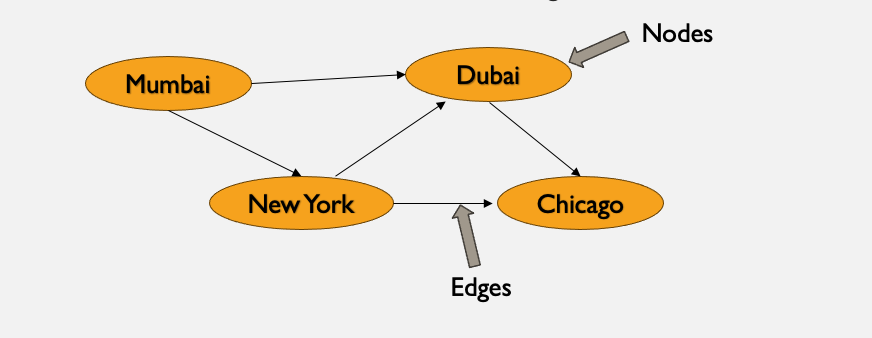 Nodes
Mumbai
Dubai
New York
Chicago
Edges